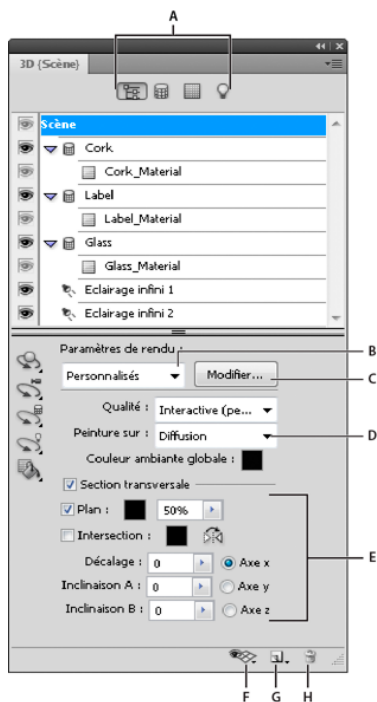 A
3D {Scène}
Scène
Cork
Cork_Material
Label
Label_Material
Glass
Glass_Material
Eclairage infini 1
Eclairage infini 2
Paramètres de rendu :
B
Personnalisés
Modifier...
C
Qualité :
Interactive (pe...
Peinture sur :
Diffusion
D
Couleur ambiante globale :
Section transversale
Plan :
50%
Intersection :
E
Décalage :
0
Axe x
Inclinaison A :
0
Axe y
Inclinaison B :
0
Axe z
F
G
H